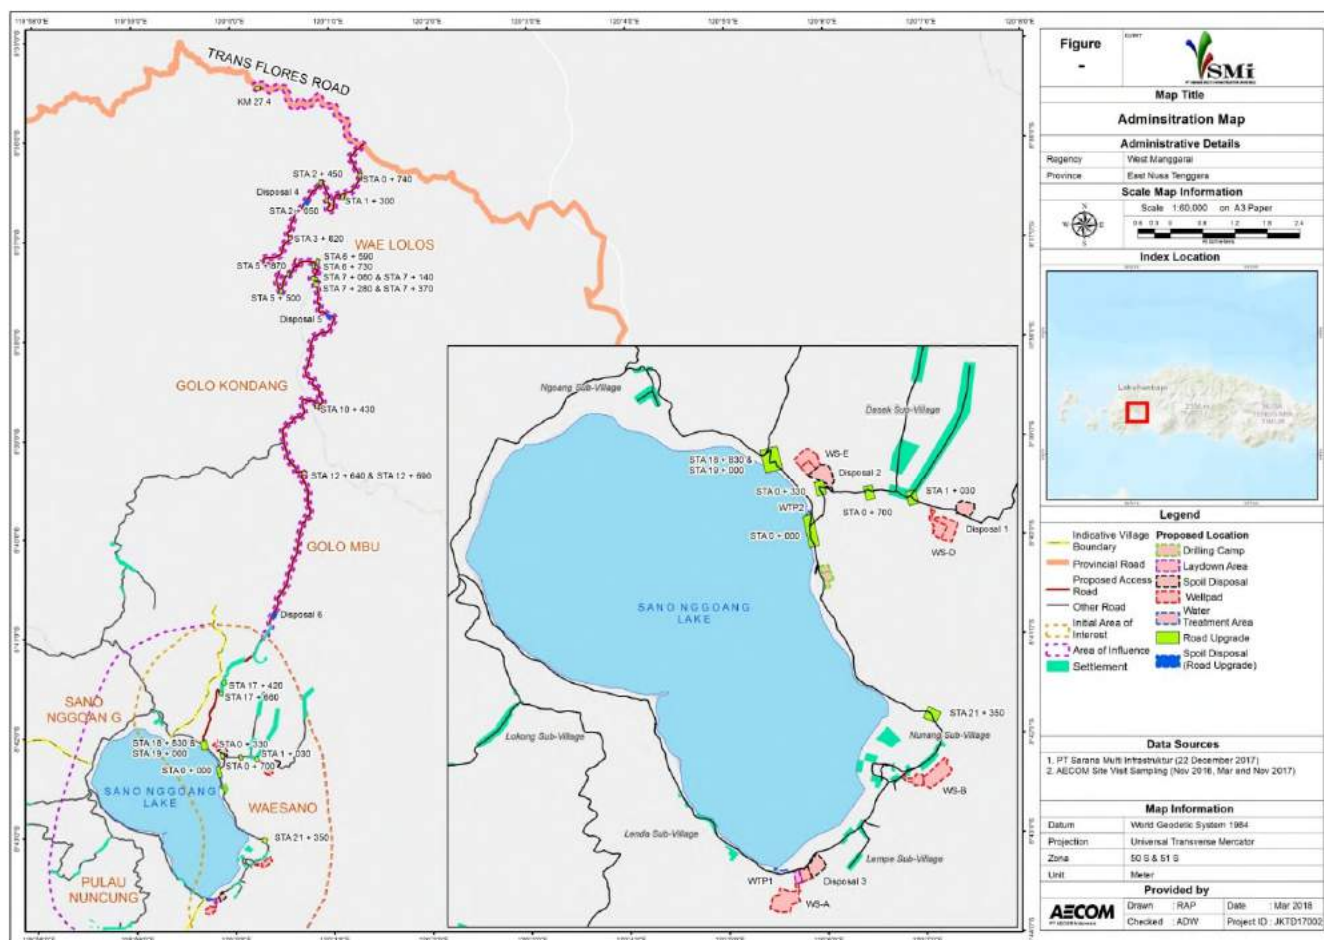 TRANS FLORES ROAD
KM 27.4
STA 2 + 450
STA 0 + 740
Disposal 4
STA 1 + 300
STA 2 + 650
STA 3 + 620
WAE LOLOS
STA 6 + 590
STA 5 + 870
STA 6 + 730
STA 7 + 060 & STA 7 + 140
STA 7 + 280 & STA 7 + 370
STA 5 + 500
Disposal 5
GOLO KONDANG
STA 10 + 430
STA 12 + 640 & STA 12 + 690
GOLO MBU
Disposal 6
STA 17 + 420
STA 17 + 660
SANO
NGGOAN G
STA 18 + 830 &
STA 19 + 000
STA 0 + 330
STA 1 + 030
STA 0 + 700
STA 0 + 000
SANO NGGOANG
LAKE
WAESANO
STA 21 + 350
PULAU
NUNCUNG
Ngoang Sub-Village
Dasak Sub-Village
STA 18 + 830 &
STA 19 + 000
WS-E
Disposal 2
STA 0 + 330
STA 1 + 030
WTP2
STA 0 + 700
Disposal 1
STA 0 + 000
WS-D
SANO NGGOANG
LAKE
STA 21 + 350
Nunang Sub-Village
Lokong Sub-Village
WS-B
Lenda Sub-Village
Lempe Sub-Village
WTP1
Disposal 3
WS-A
Figure
-
SMi
Map Title
Adminsitration Map
Administrative Details
Regency West Manggarai
Province East Nusa Tenggara
Scale Map Information
Scale 1:60,000 on A3 Paper
Kilometers
Index Location
Legend
Indicative Village
Boundary
Provincial Road
Proposed Access
Road
Other Road
Initial Area of
Interest
Area of Influence
Settlement
Proposed Location
Drilling Camp
Laydown Area
Spoil Disposal
Wellpad
Water
Treatment Area
Road Upgrade
Spoil Disposal
(Road Upgrade)
Data Sources
1. PT Sarana Multi Infrastuktur (22 December 2017)
2. AECOM Site Visit Sampling (Nov 2016, Mar and Nov 2017)
Map Information
Datum World Geodetic System 1984
Projection Universal Transverse Mercator
Zona 50 S & 51 S
Unit Meter
Provided by
AECOM
Drawn : RAP Date : Mar 2018
Checked : ADW Project ID : JKTD17002